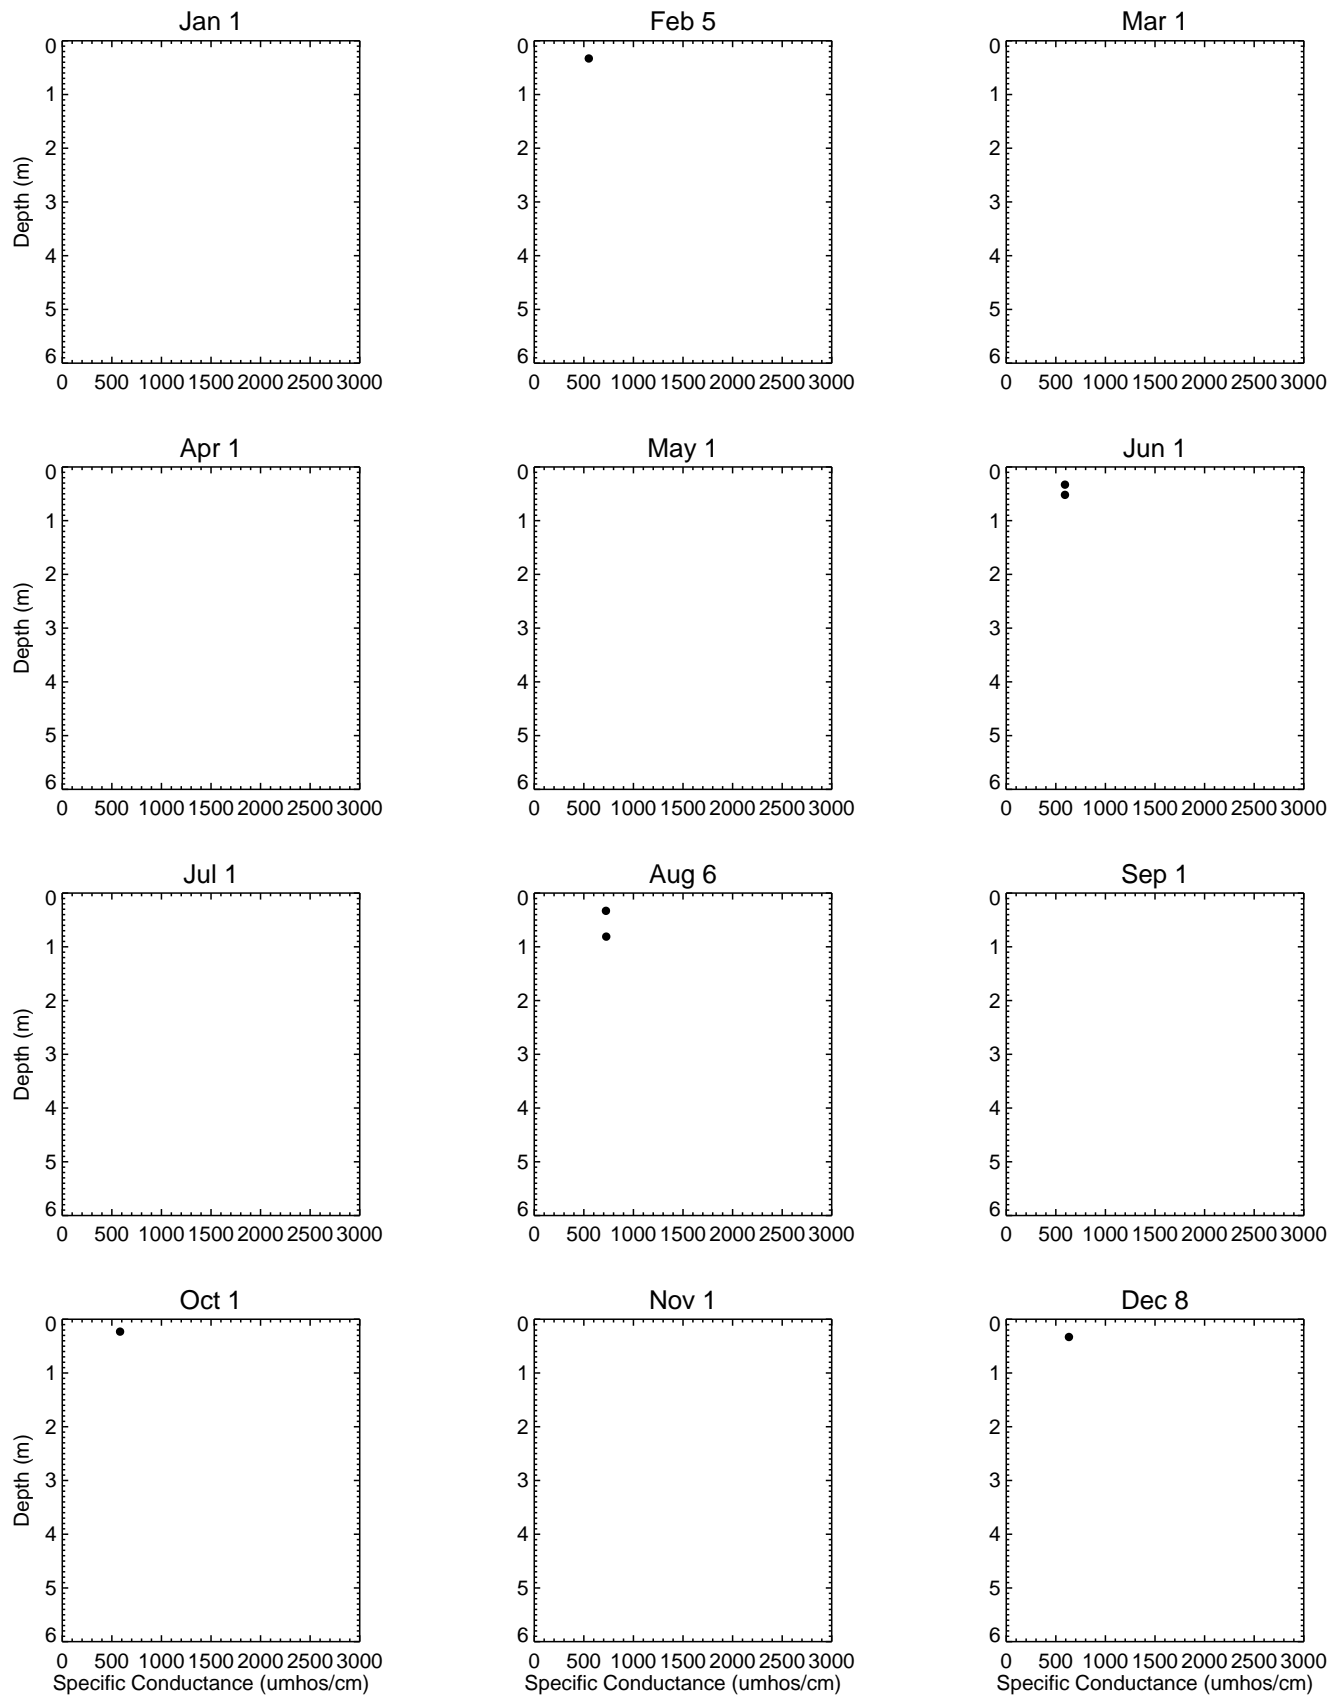 Jan 1 Feb 5 Mar 1
0 0 0
1 1 1
2 2 2
3 3 3
4 4 4
5 5 5
6 6 6
Depth (m)
0 500 1000 1500 2000 2500 3000 0 500 1000 1500 2000 2500 3000 0 500 1000 1500 2000 2500 3000
Apr 1 May 1 Jun 1
0 0 0
1 1 1
2 2 2
3 3 3
4 4 4
5 5 5
6 6 6
Depth (m)
0 500 1000 1500 2000 2500 3000 0 500 1000 1500 2000 2500 3000 0 500 1000 1500 2000 2500 3000
Jul 1 Aug 6 Sep 1
0 0 0
1 1 1
2 2 2
3 3 3
4 4 4
5 5 5
6 6 6
Depth (m)
0 500 1000 1500 2000 2500 3000 0 500 1000 1500 2000 2500 3000 0 500 1000 1500 2000 2500 3000
Oct 1 Nov 1 Dec 8
0 0 0
1 1 1
2 2 2
3 3 3
4 4 4
5 5 5
6 6 6
Depth (m)
0 500 1000 1500 2000 2500 3000 0 500 1000 1500 2000 2500 3000 0 500 1000 1500 2000 2500 3000
Specific Conductance (umhos/cm) Specific Conductance (umhos/cm) Specific Conductance (umhos/cm)